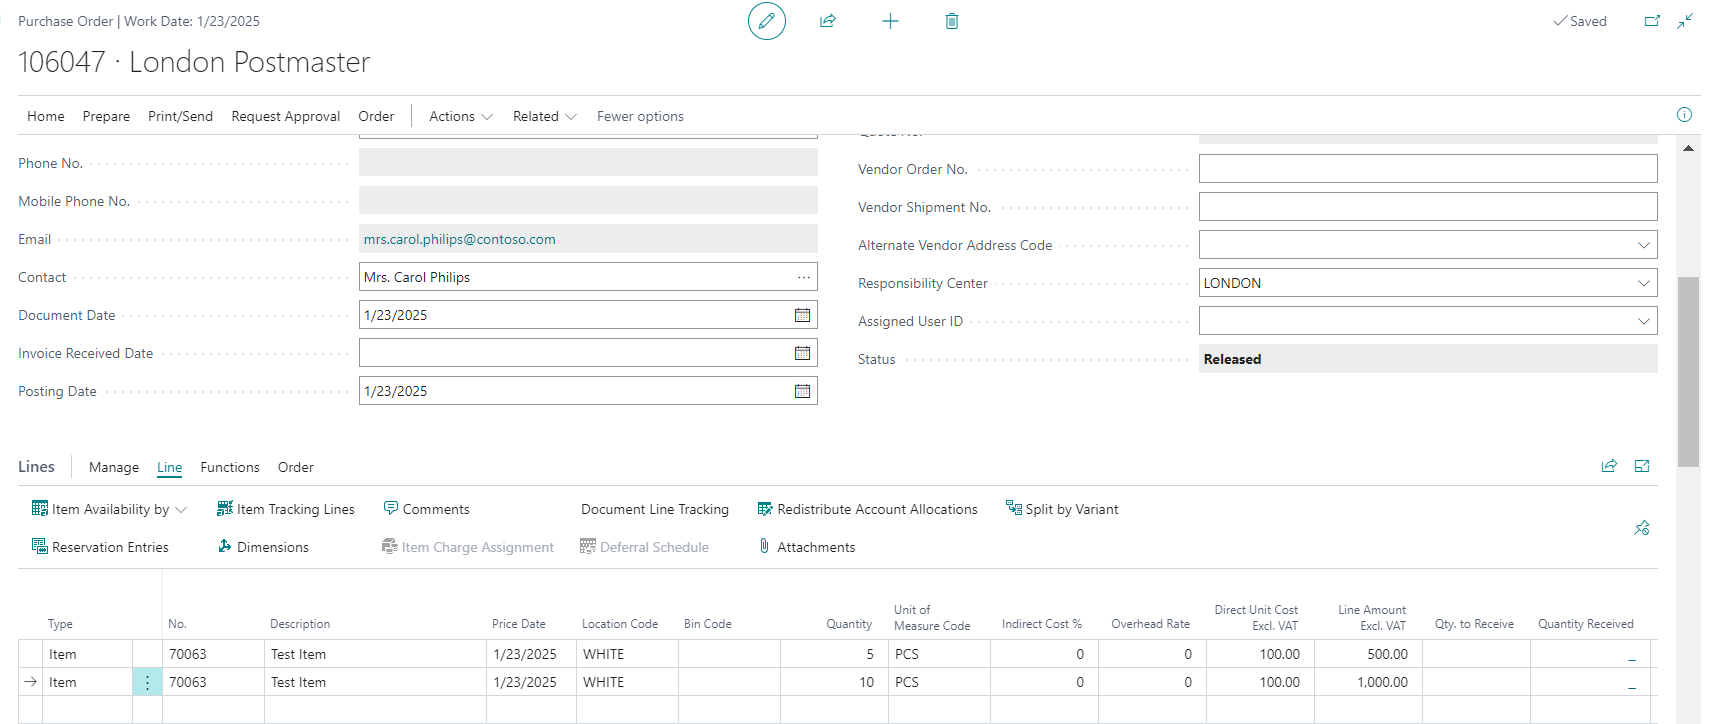 Purchase Order | Work Date: 1/23/2025
Saved
106047 · London Postmaster
Home Prepare Print/Send Request Approval Order Actions Related Fewer options
Phone No.
Mobile Phone No.
Email mrs.carol.philips@contoso.com
Contact Mrs. Carol Philips ...
Document Date 1/23/2025
Invoice Received Date
Posting Date 1/23/2025
Vendor Order No.
Vendor Shipment No.
Alternate Vendor Address Code
Responsibility Center LONDON
Assigned User ID
Status Released
Lines Manage Line Functions Order
Item Availability by Item Tracking Lines Comments Document Line Tracking Redistribute Account Allocations Split by Variant
Reservation Entries Dimensions Item Charge Assignment Deferral Schedule Attachments
Type No. Description Price Date Location Code Bin Code Quantity Unit of Measure Code Indirect Cost % Overhead Rate Direct Unit Cost Excl. VAT Line Amount Excl. VAT Qty. to Receive Quantity Received
Item 70063 Test Item 1/23/2025 WHITE 5 PCS 0 0 100.00 500.00 _
Item 70063 Test Item 1/23/2025 WHITE 10 PCS 0 0 100.00 1,000.00 _